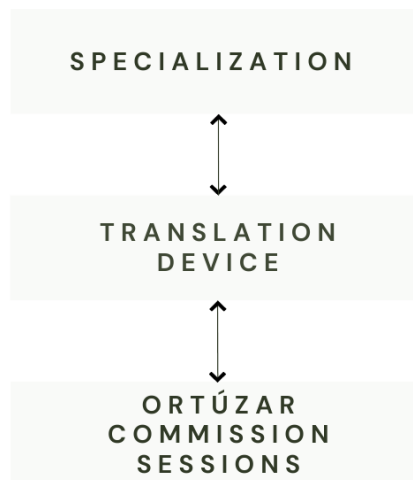 SPECIALIZATION
TRANSLATION
DEVICE
ORTÚZAR
COMMISSION
SESSIONS